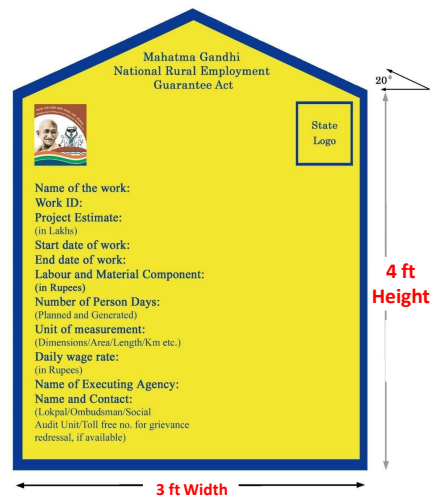 Mahatma Gandhi
National Rural Employment
Guarantee Act
20°
State
Logo
Name of the work:
Work ID:
Project Estimate:
(in Lakhs)
Start date of work:
End date of work:
Labour and Material Component:
(in Rupees)
Number of Person Days:
(Planned and Generated)
Unit of measurement:
(Dimensions/Area/Length/Km etc.)
Daily wage rate:
(in Rupees)
Name of Executing Agency:
Name and Contact:
(Lokpal/Ombudsman/Social
Audit Unit/Toll free no. for grievance
redressal, if available)
4 ft
Height
3 ft Width